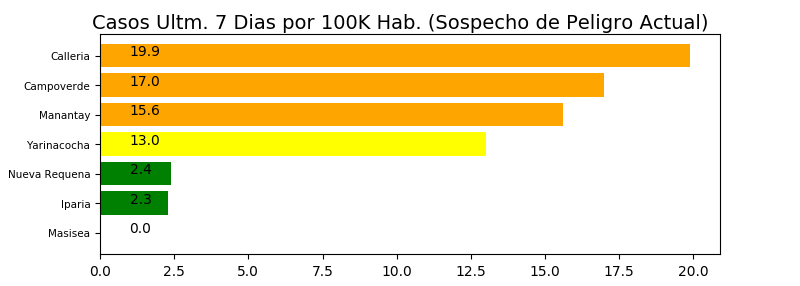 Casos Ultm. 7 Dias por 100K Hab. (Sospecho de Peligro Actual)
Calleria 19.9
Campoverde 17.0
Manantay 15.6
Yarinacocha 13.0
Nueva Requena 2.4
Iparia 2.3
Masisea 0.0
0.0 2.5 5.0 7.5 10.0 12.5 15.0 17.5 20.0